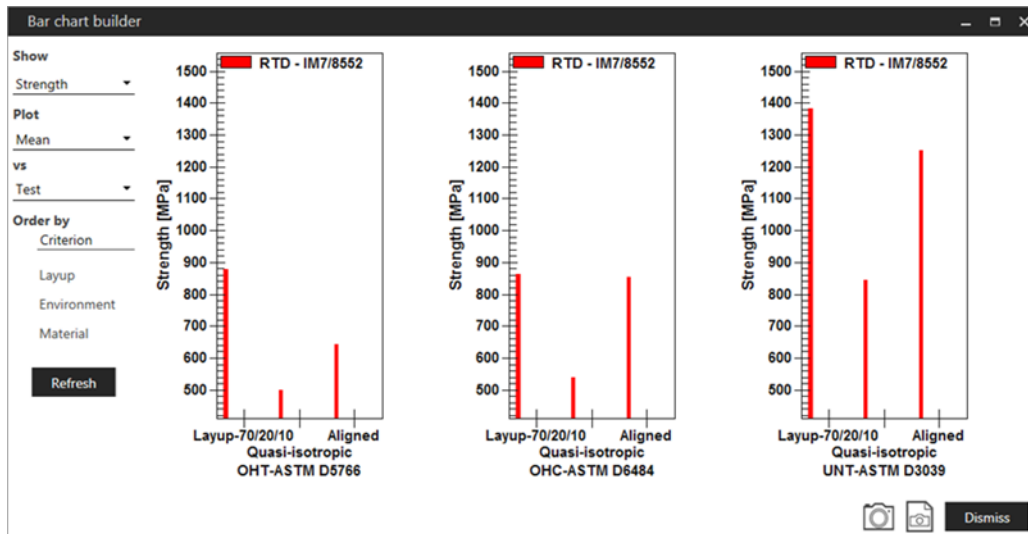 Bar chart builder
Show
Strength
Plot
Mean
vs
Test
Order by
Criterion
Layup
Environment
Material
Refresh
RTD - IM7/8552
1500
1400
1300
1200
1100
1000
900
800
700
600
500
Strength [MPa]
Layup-70/20/10 Aligned
Quasi-isotropic
OHT-ASTM D5766
RTD - IM7/8552
1500
1400
1300
1200
1100
1000
900
800
700
600
500
Strength [MPa]
Layup-70/20/10 Aligned
Quasi-isotropic
OHC-ASTM D6484
RTD - IM7/8552
1500
1400
1300
1200
1100
1000
900
800
700
600
500
Strength [MPa]
Layup-70/20/10 Aligned
Quasi-isotropic
UNT-ASTM D3039
Dismiss